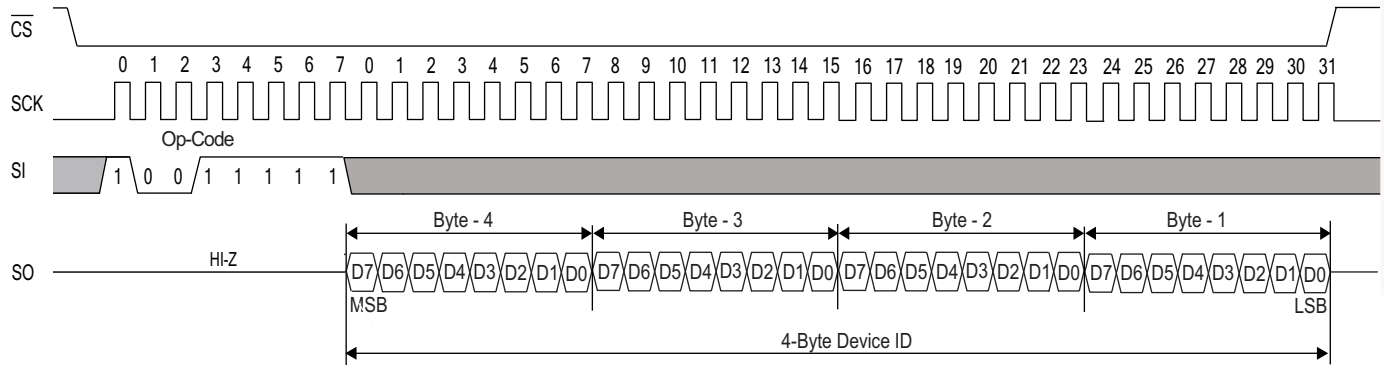 CS
0 1 2 3 4 5 6 7 0 1 2 3 4 5 6 7 8 9 10 11 12 13 14 15 16 17 18 19 20 21 22 23 24 25 26 27 28 29 30 31
SCK
Op-Code
SI 1 0 0 1 1 1 1 1
Byte - 4 Byte - 3 Byte - 2 Byte - 1
HI-Z
SO D7 D6 D5 D4 D3 D2 D1 D0 D7 D6 D5 D4 D3 D2 D1 D0 D7 D6 D5 D4 D3 D2 D1 D0 D7 D6 D5 D4 D3 D2 D1 D0
MSB LSB
4-Byte Device ID